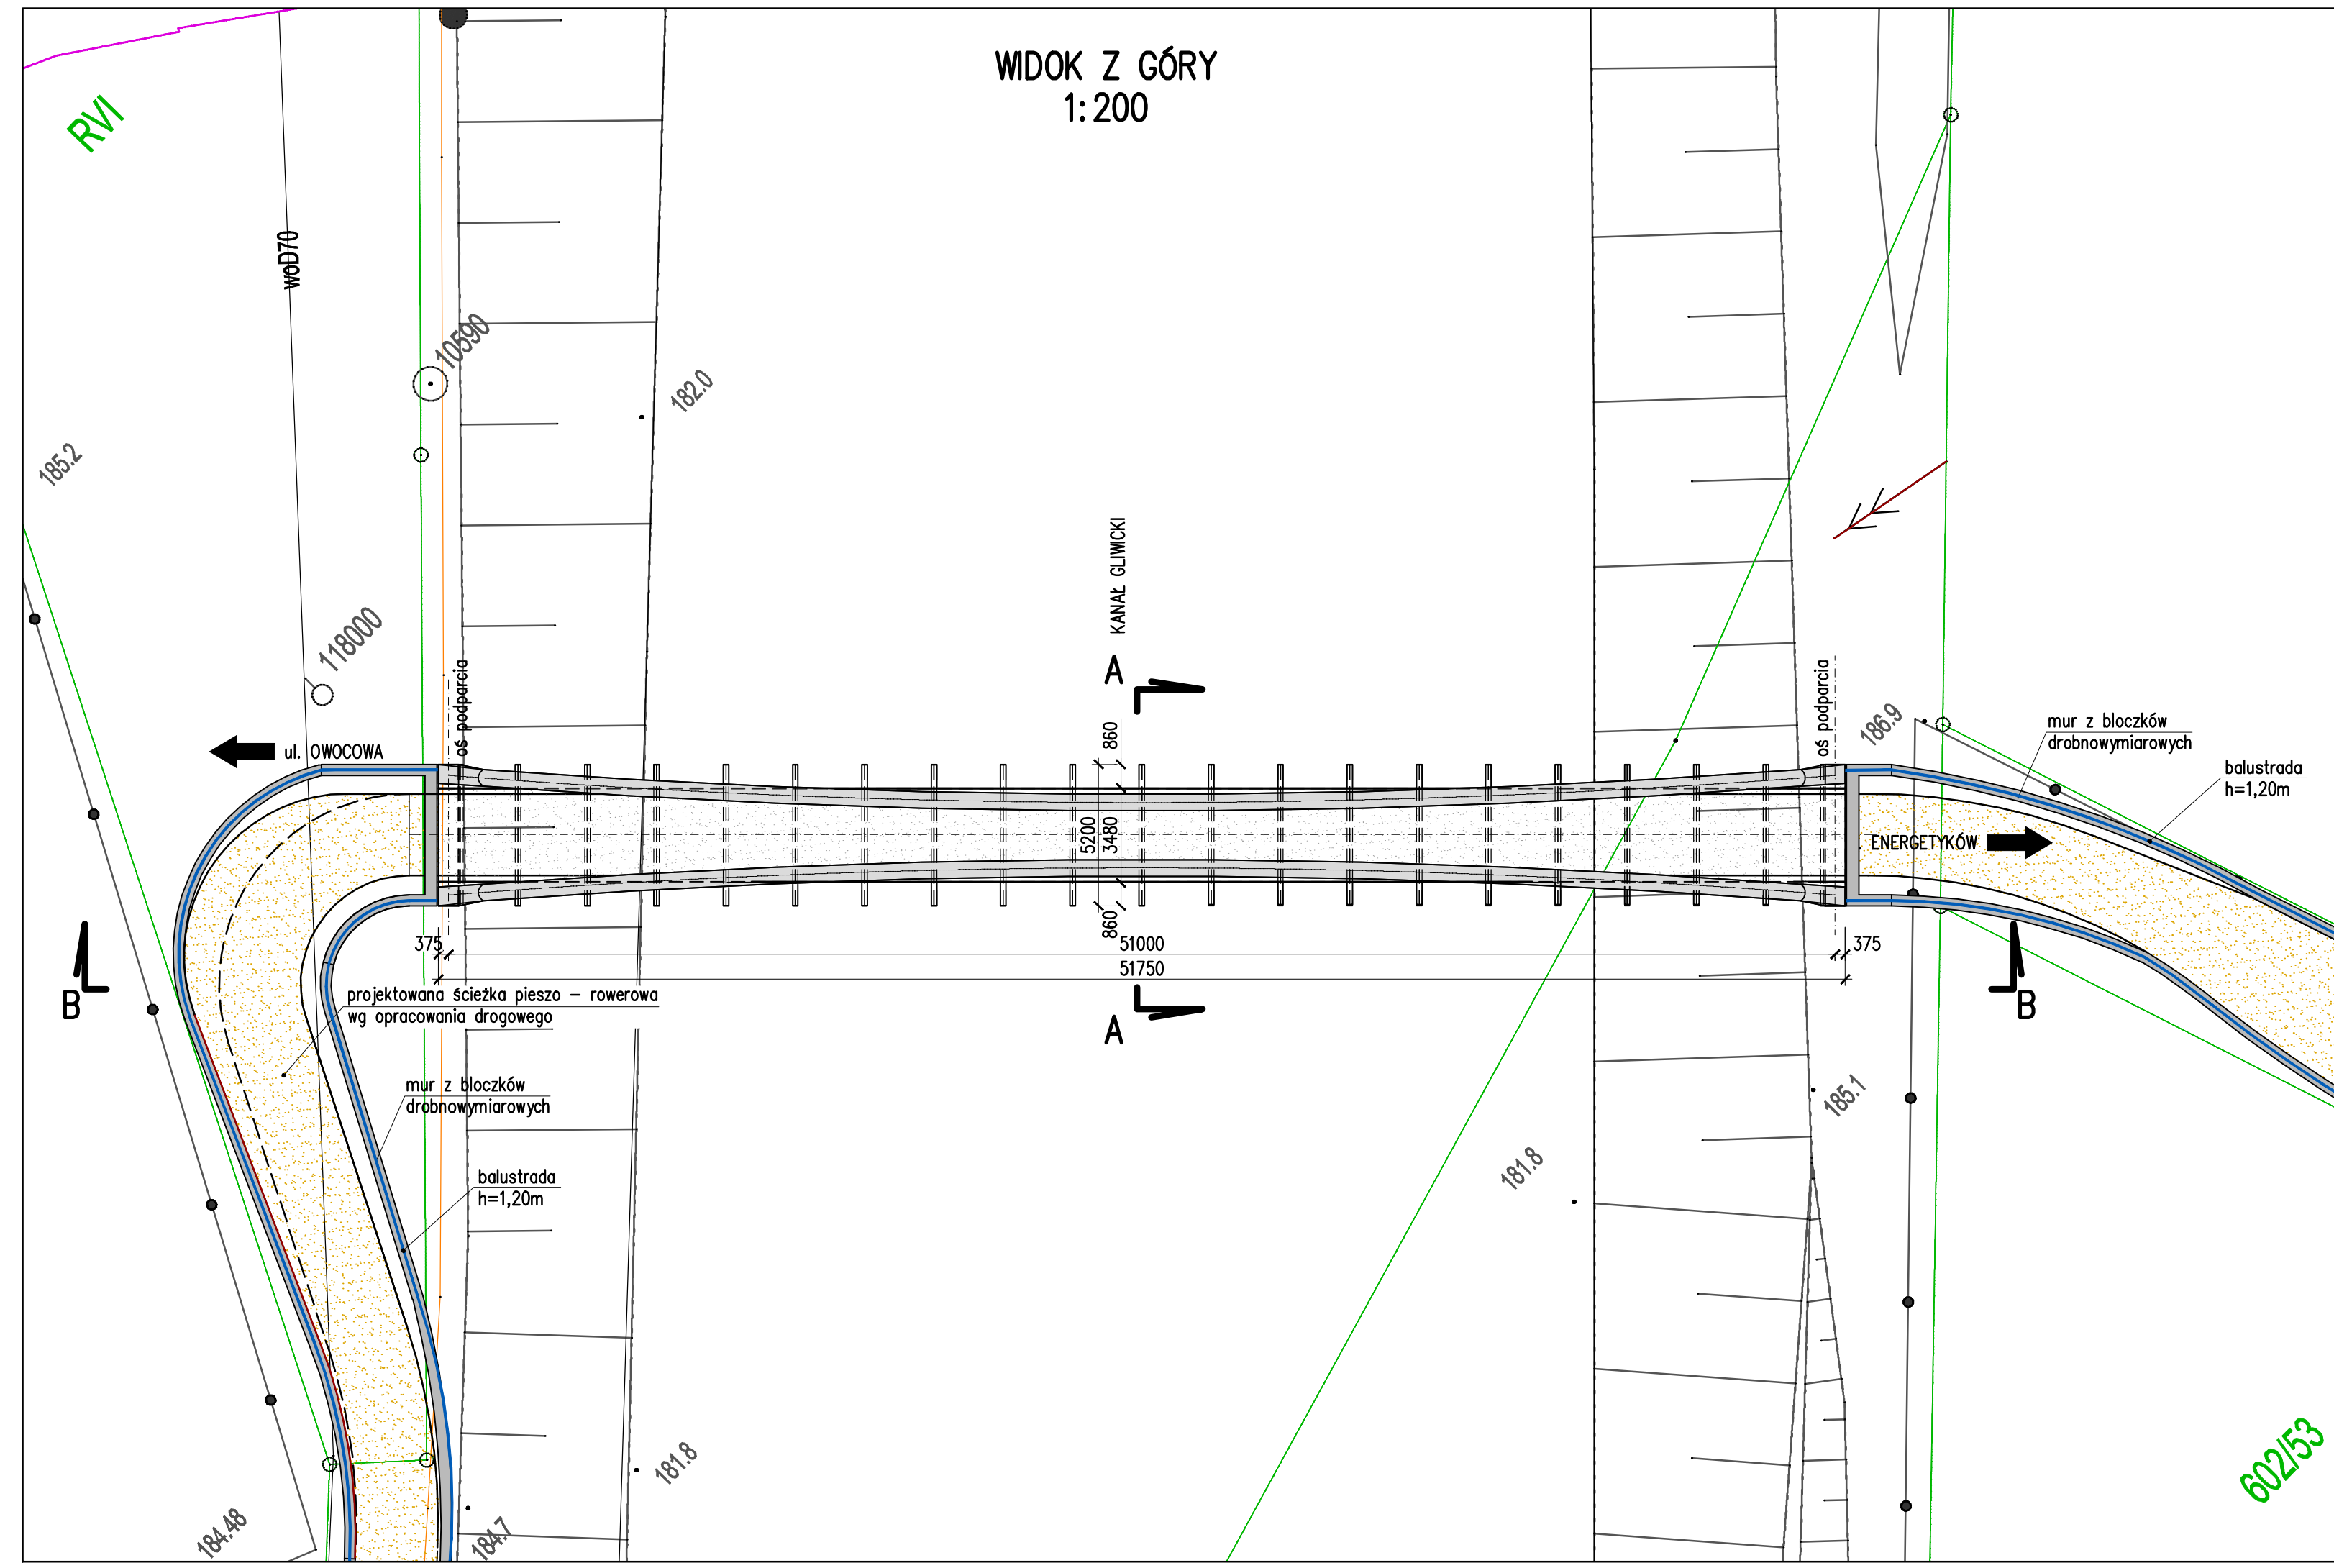 WIDOK Z GÓRY
1:200
RVI
woD70
10590
182.0
185.2
118000
KANAŁ GLIWICKI
A
oś podparcia
oś podparcia
186.9
mur z bloczków
drobnowymiarowych
balustrada
h=1,20m
ul. OWOCOWA
860
5200
3480
860
ENERGETYKÓW
375
51000
375
51750
B
B
A
projektowana ścieżka pieszo – rowerowa
wg opracowania drogowego
mur z bloczków
drobnowymiarowych
185.1
balustrada
h=1,20m
181.8
181.8
184.48
184.7
602/53